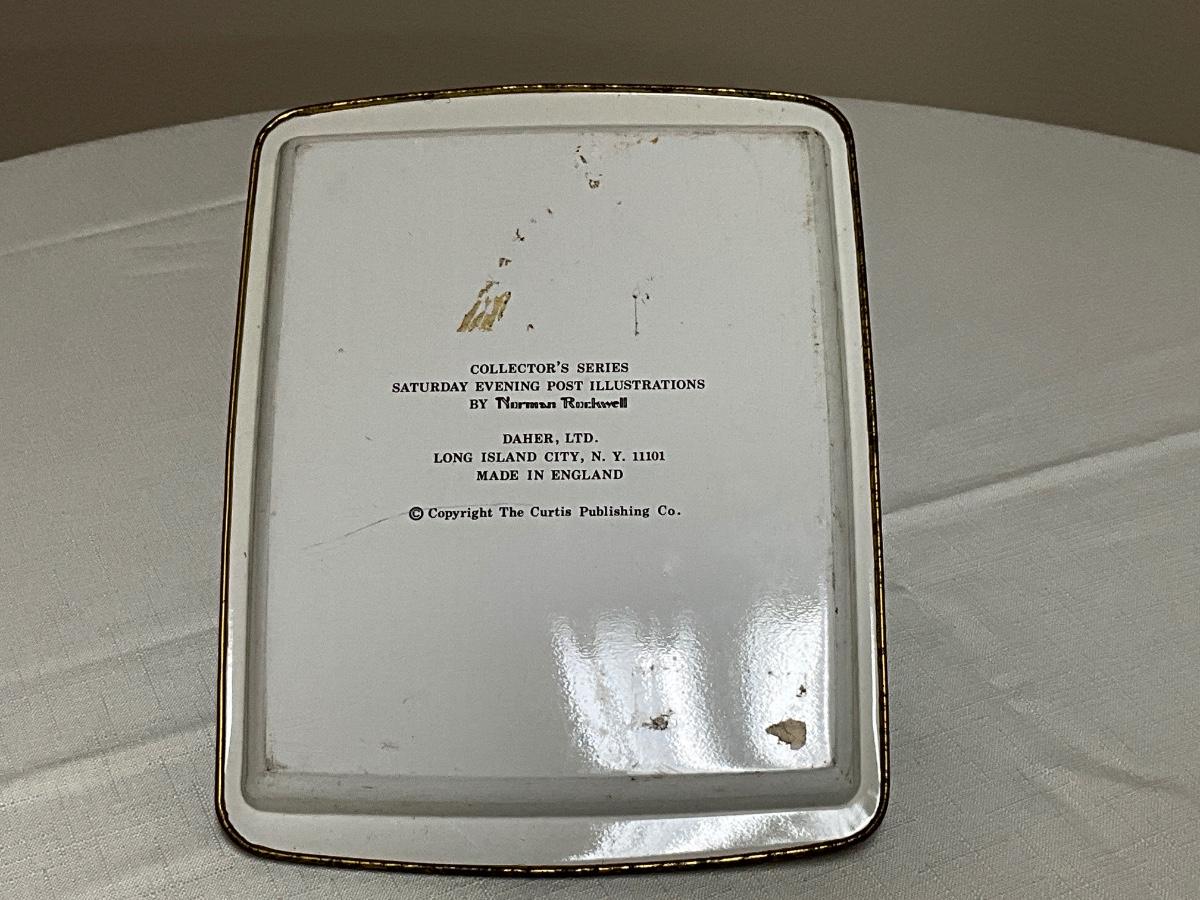 COLLECTOR'S SERIES
SATURDAY EVENING POST ILLUSTRATIONS
BY Norman Rockwell
DAHER, LTD.
LONG ISLAND CITY, N. Y. 11101
MADE IN ENGLAND
© Copyright The Curtis Publishing Co.